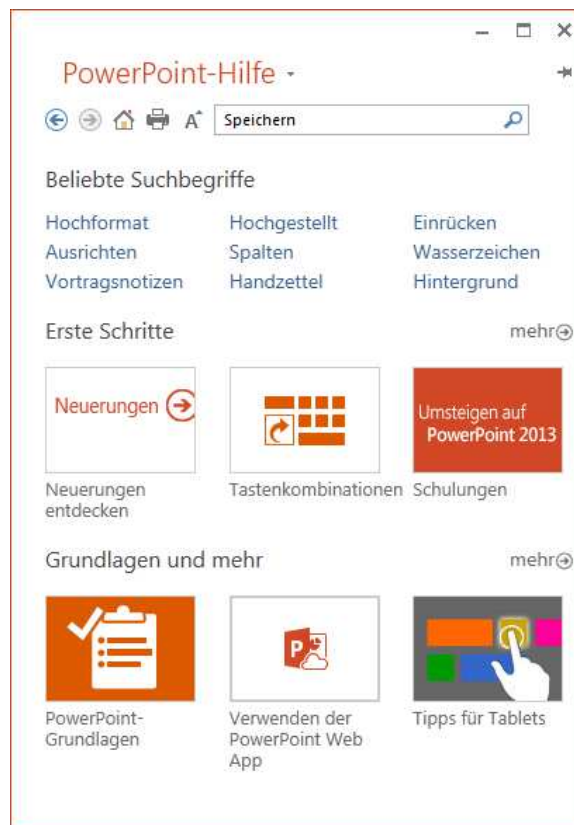 PowerPoint-Hilfe
A
Speichern
Beliebte Suchbegriffe
Hochformat Hochgestellt Einrücken
Ausrichten Spalten Wasserzeichen
Vortragsnotizen Handzettel Hintergrund
Erste Schritte mehr
Neuerungen
Umsteigen auf
PowerPoint 2013
Neuerungen entdecken
Tastenkombinationen
Schulungen
Grundlagen und mehr mehr
P
PowerPoint-
Grundlagen
Verwenden der
PowerPoint Web
App
Tipps für Tablets